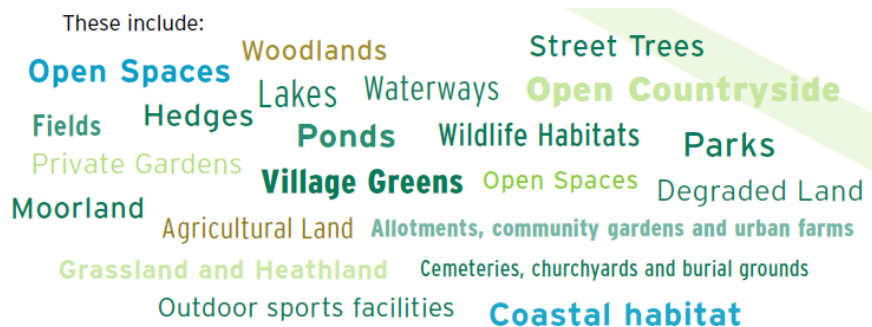 These include:
Woodlands
Street Trees
Open Spaces
Lakes
Waterways
Open Countryside
Fields
Hedges
Ponds
Wildlife Habitats
Parks
Private Gardens
Village Greens
Open Spaces
Degraded Land
Moorland
Agricultural Land
Allotments, community gardens and urban farms
Grassland and Heathland
Cemeteries, churchyards and burial grounds
Outdoor sports facilities
Coastal habitat